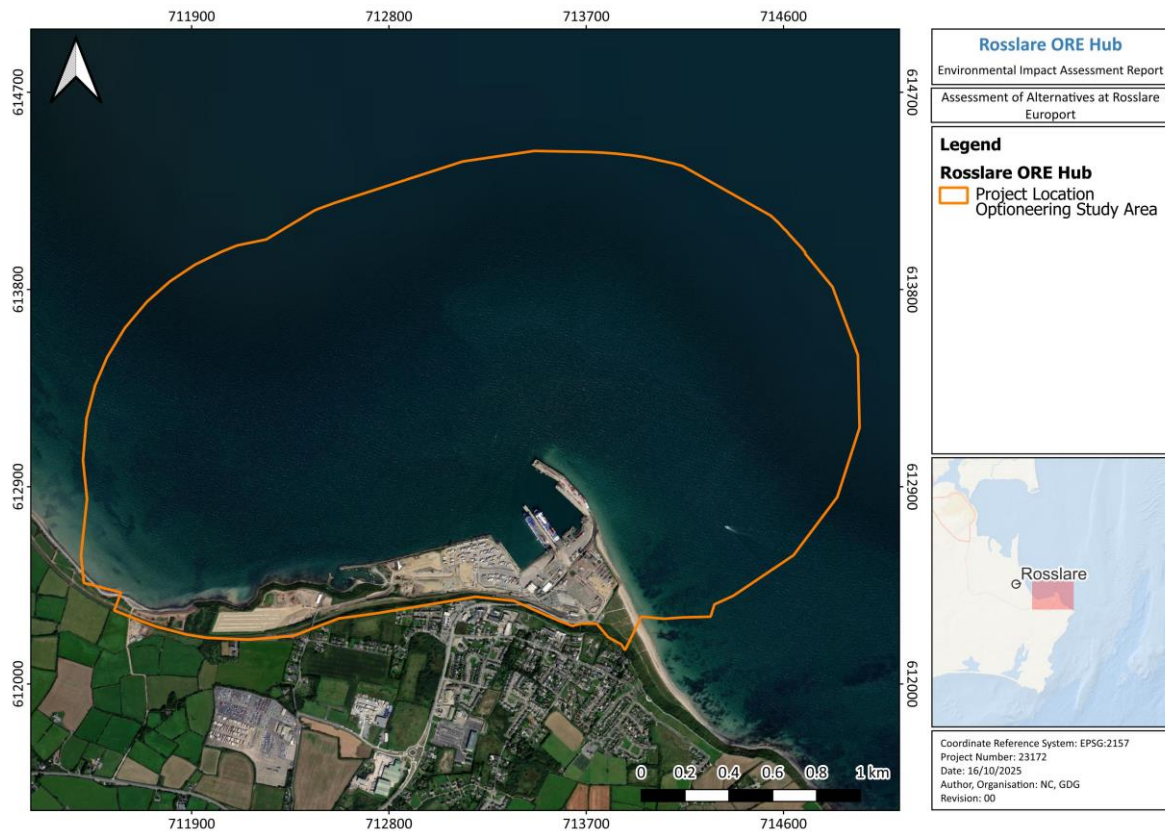 711900 712800 713700 714600
614700 614700
613800 613800
612900 612900
612000 612000
0 0.2 0.4 0.6 0.8 1 km
711900 712800 713700 714600
Rosslare ORE Hub
Environmental Impact Assessment Report
Assessment of Alternatives at Rosslare
Europort
Legend
Rosslare ORE Hub
Project Location
Optioneering Study Area
Rosslare
Coordinate Reference System: EPSG:2157
Project Number: 23172
Date: 16/10/2025
Author, Organisation: NC, GDG
Revision: 00